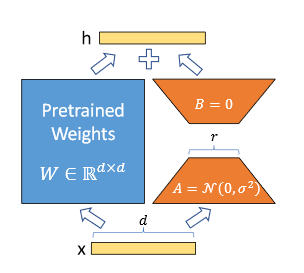 h
Pretrained
Weights
W ∈ ℝ^{d×d}
B = 0
r
A = 𝒩(0, σ²)
d
x